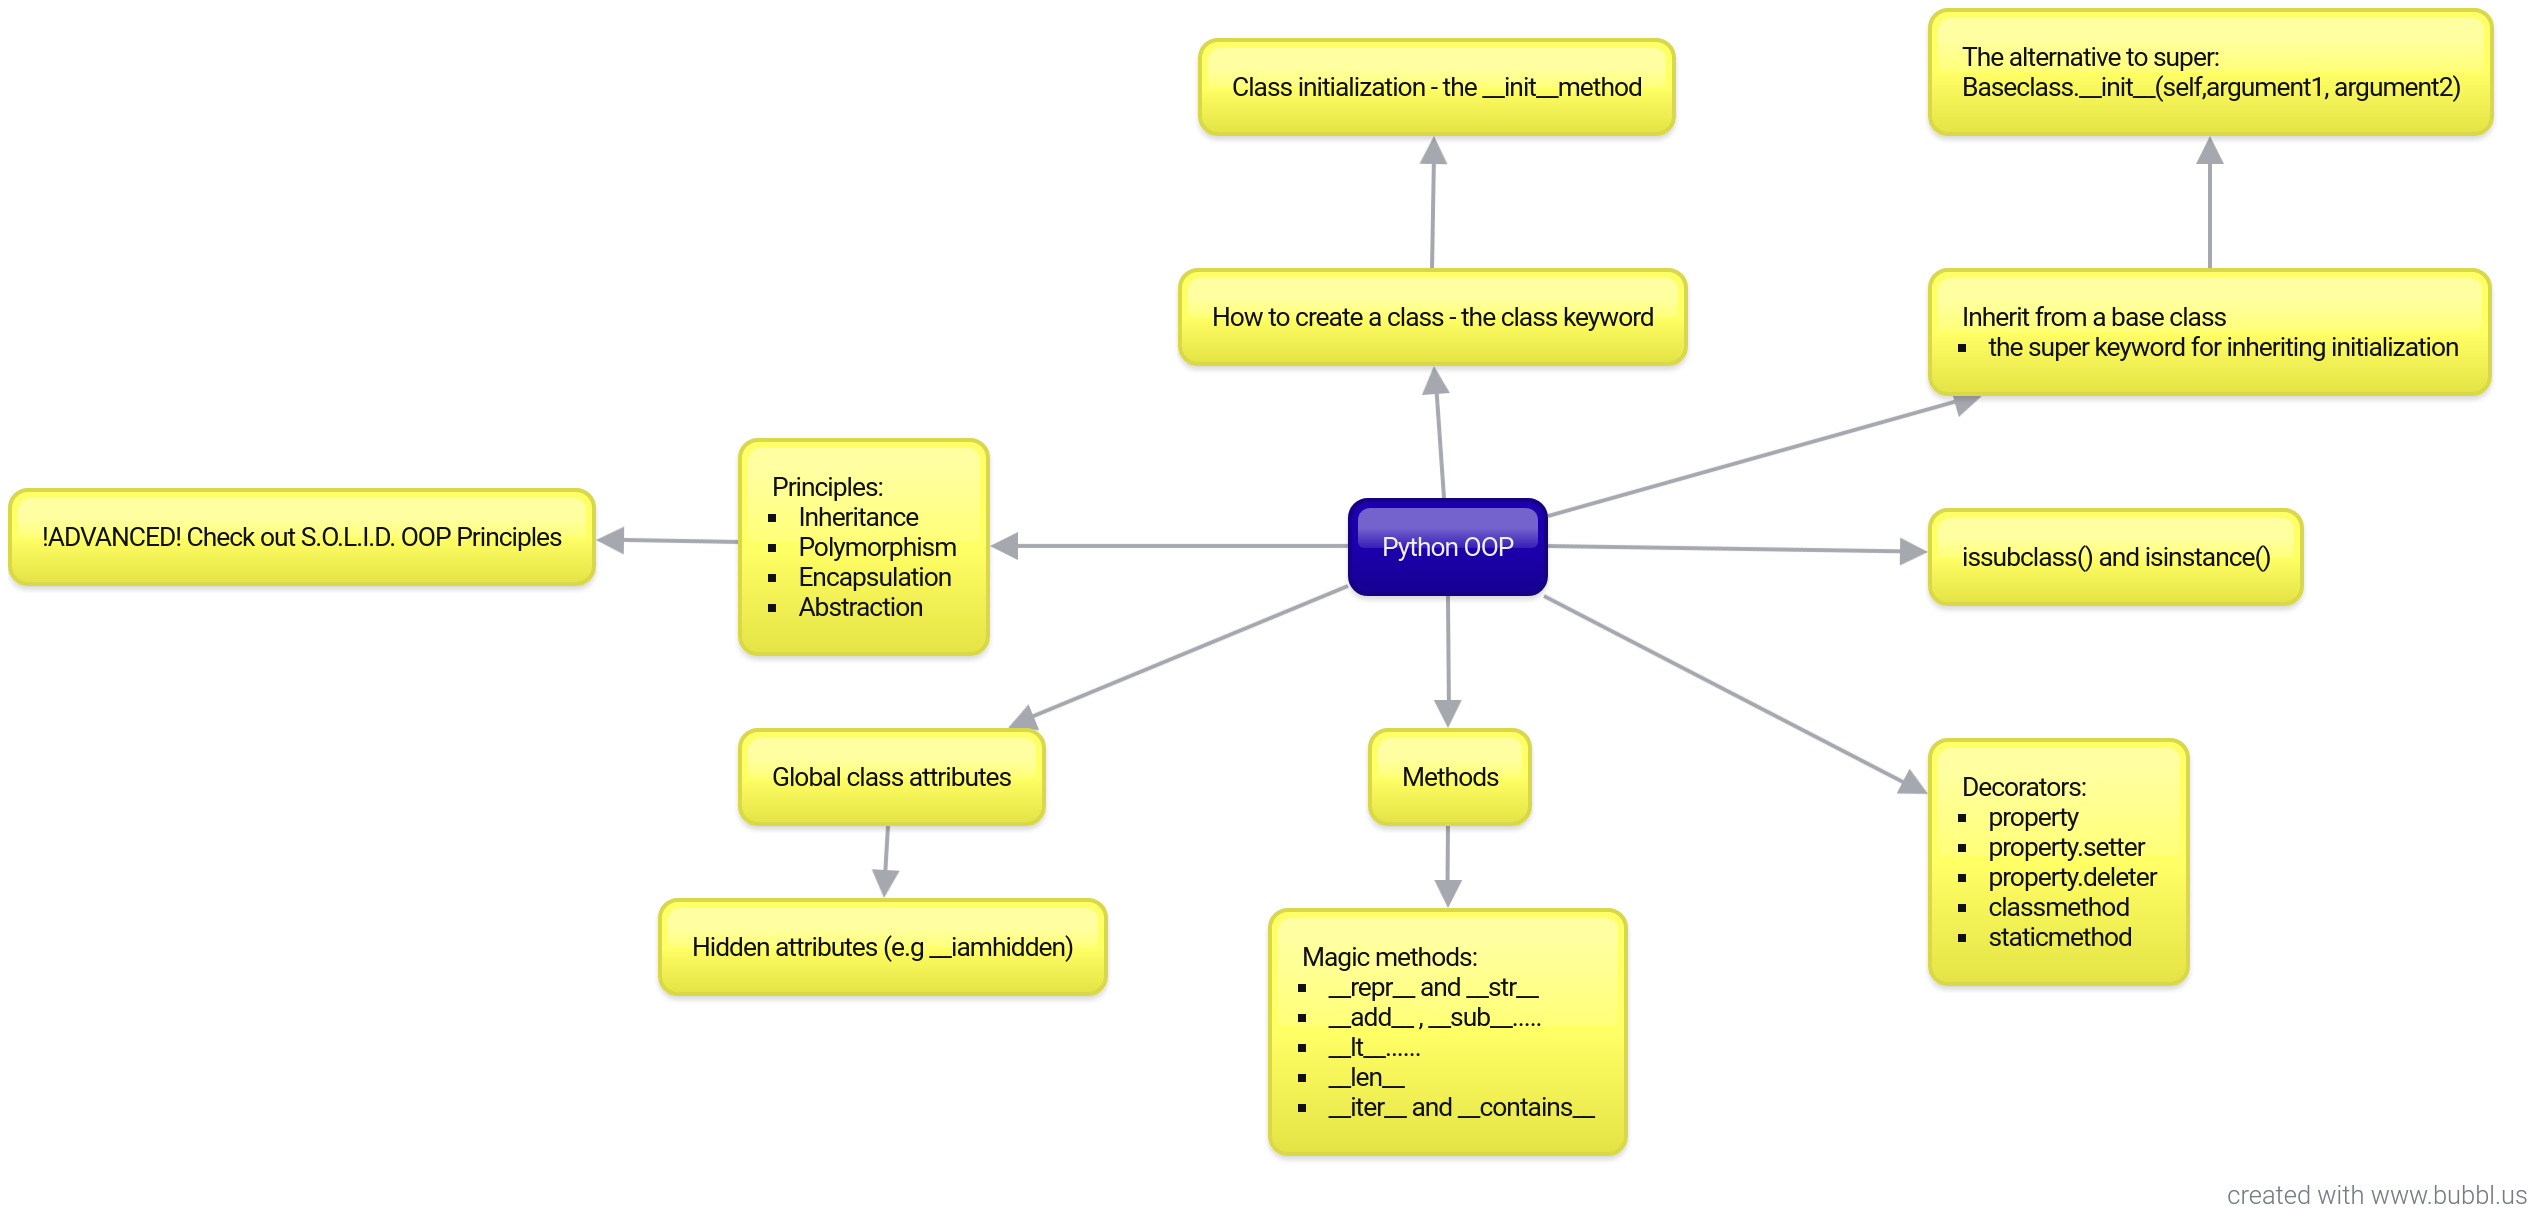 The alternative to super:
Baseclass.__init__(self,argument1, argument2)
Class initialization - the __init__method
How to create a class - the class keyword
Inherit from a base class
▪ the super keyword for inheriting initialization
Principles:
▪ Inheritance
▪ Polymorphism
▪ Encapsulation
▪ Abstraction
!ADVANCED! Check out S.O.L.I.D. OOP Principles
Python OOP
issubclass() and isinstance()
Global class attributes
Methods
Decorators:
▪ property
▪ property.setter
▪ property.deleter
▪ classmethod
▪ staticmethod
Hidden attributes (e.g __iamhidden)
Magic methods:
▪ __repr__ and __str__
▪ __add__ , __sub__.....
▪ __lt__......
▪ __len__
▪ __iter__ and __contains__
created with www.bubbl.us